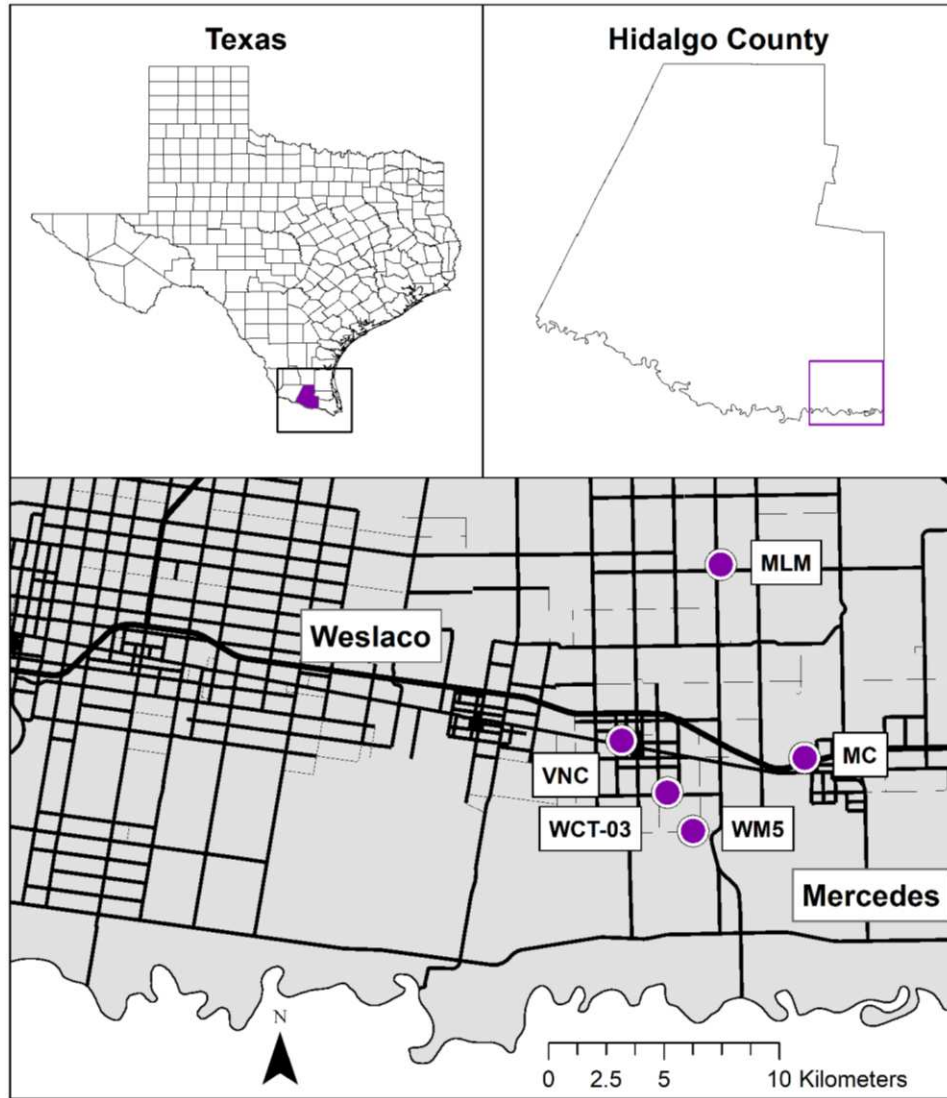 Texas
Hidalgo County
MLM
Weslaco
MC
VNC
WCT-03
WM5
Mercedes
N
0 2.5 5 10 Kilometers